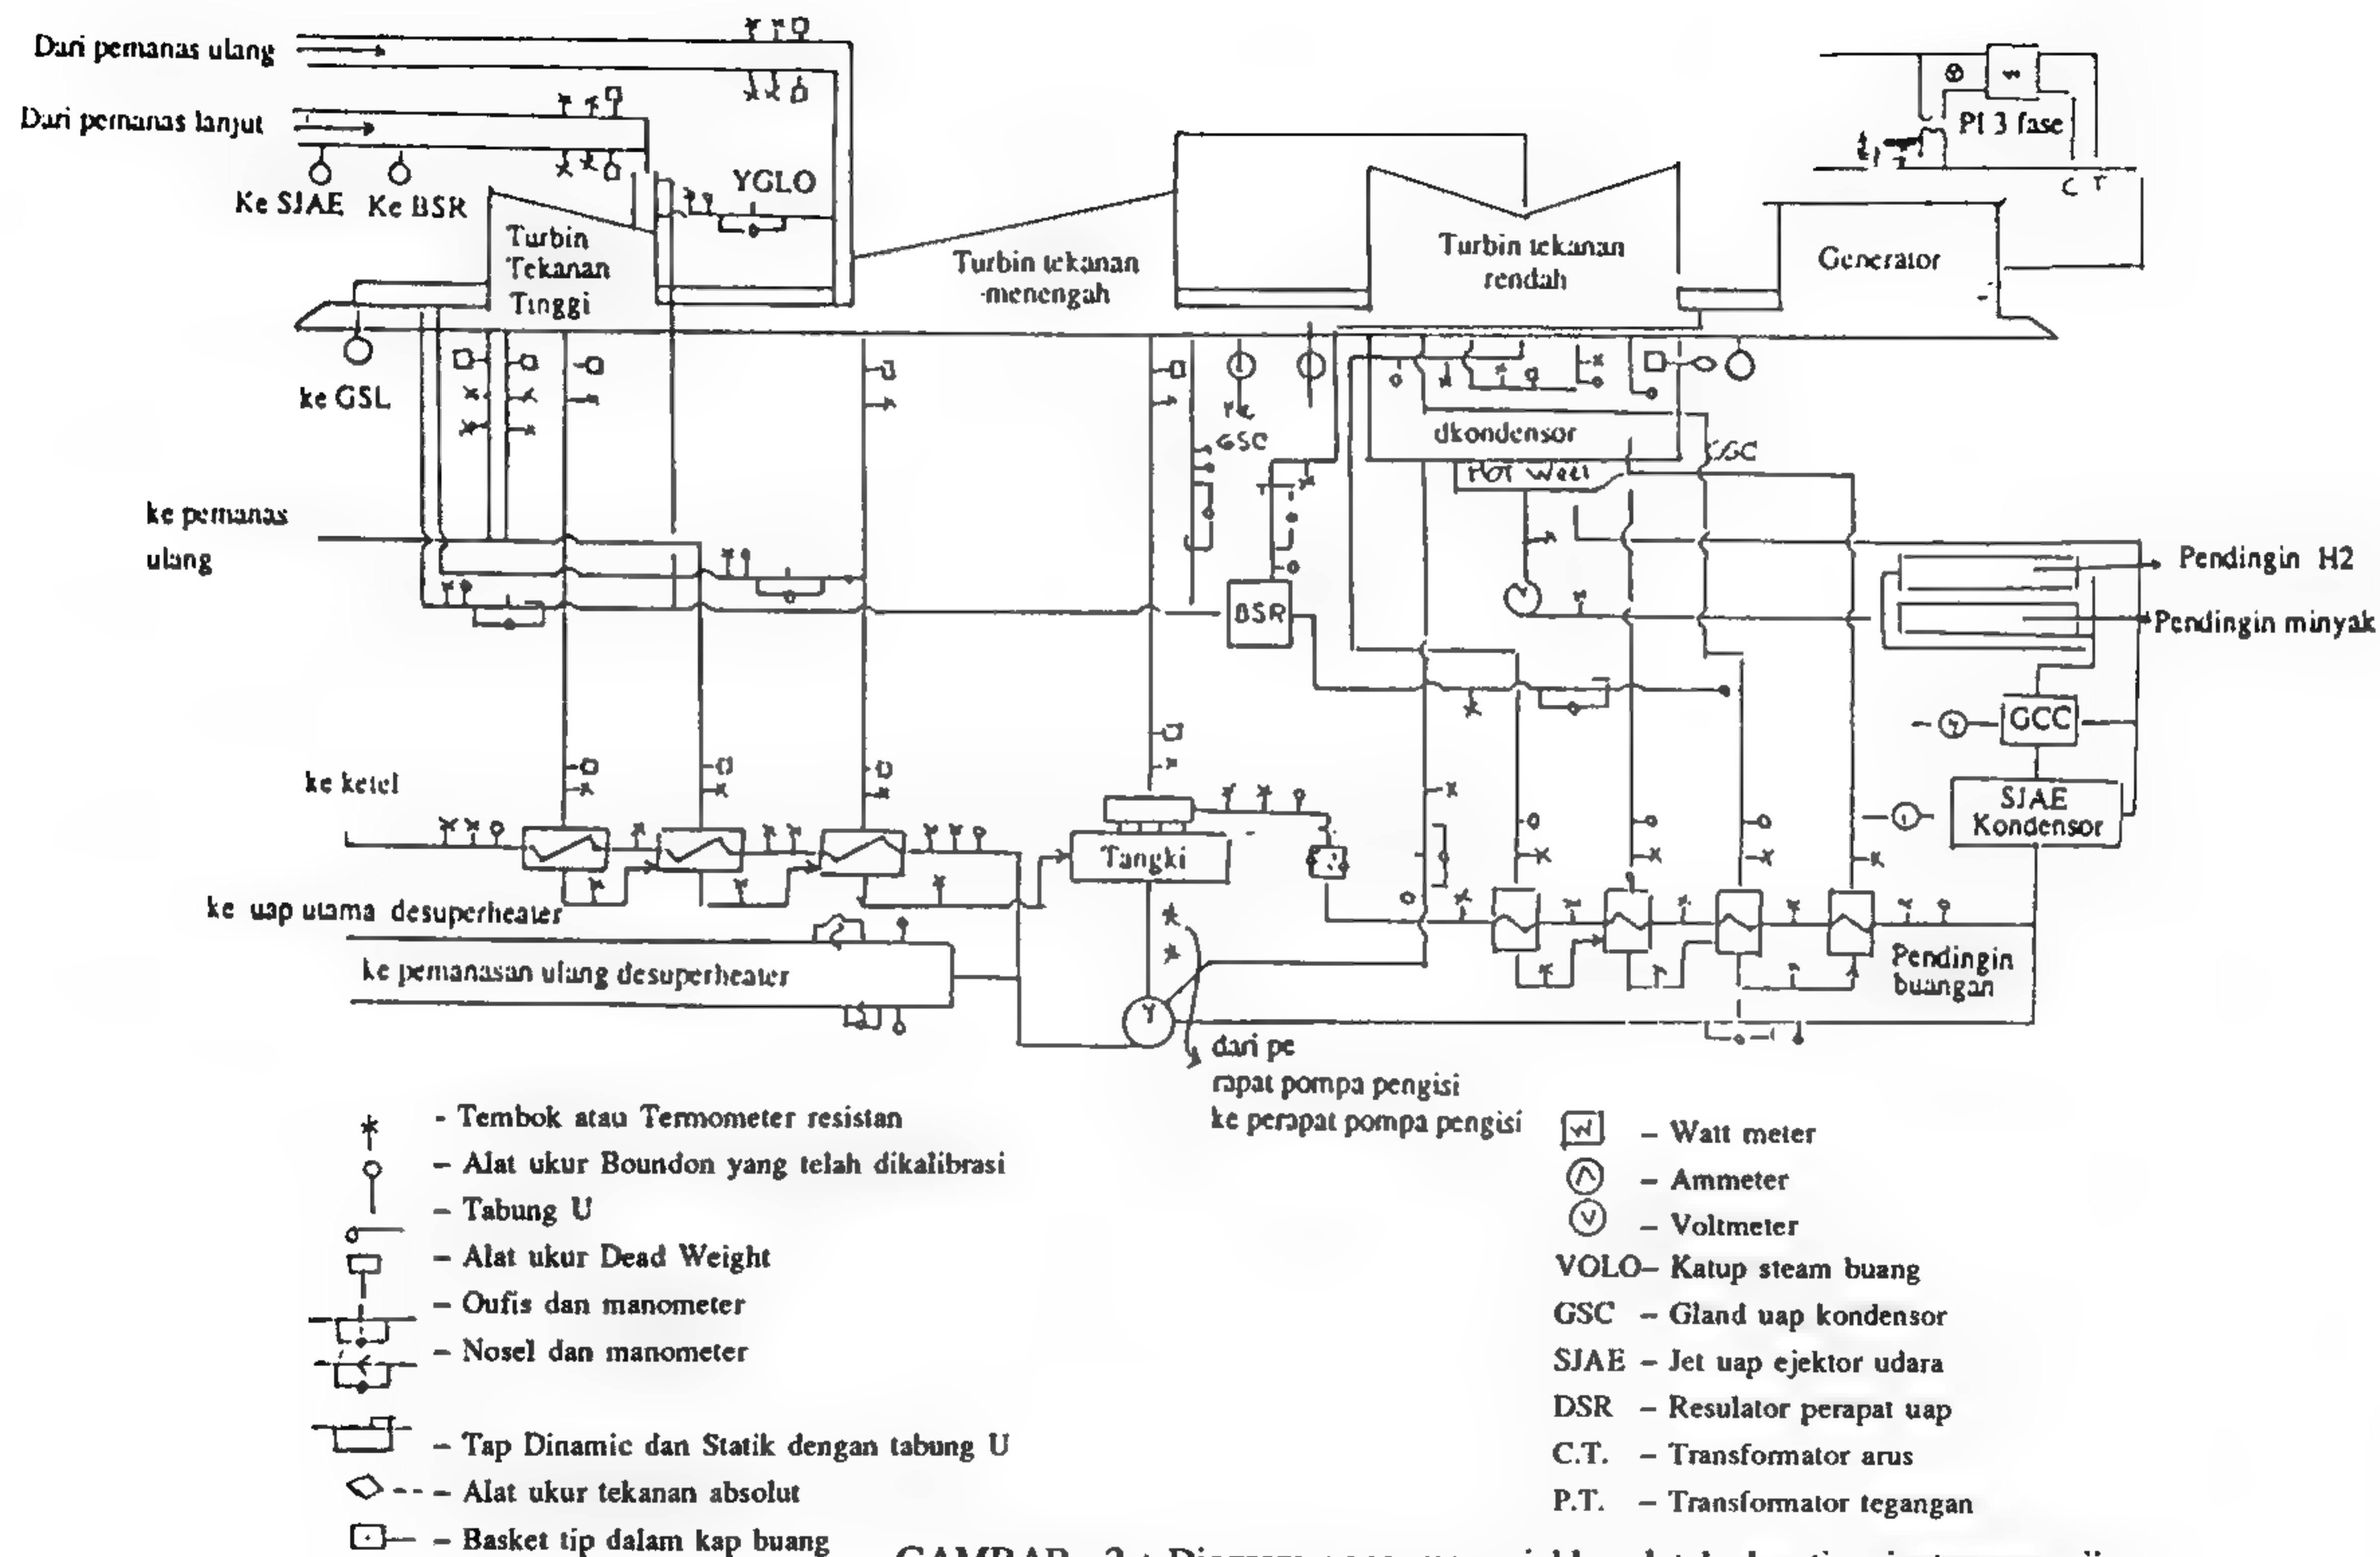 Dari pemanas ulang
Dari pemanas lanjut
Ke SJAE
Ke BSR
YGLO
PI 3 fase
C T
Turbin
Tekanan
Tinggi
Turbin tekanan
-menengah
Turbin tekanan
rendah
Generator
ke GSL
GSC
dkondensor
HOT Well
GC
ke pemanas
ulang
BSR
Pendingin H2
Pendingin minyak
GCC
ke ketel
SJAE
Kondensor
Tangki
ke uap utama desuperheater
ke pemanasan ulang desuperheater
Pendingin
buangan
dari pe
rapat pompa pengisi
ke perapat pompa pengisi
- Tembok atau Termometer resistan
– Alat ukur Boundon yang telah dikalibrasi
– Tabung U
– Alat ukur Dead Weight
– Oufis dan manometer
– Nosel dan manometer
– Tap Dinamic dan Statik dengan tabung U
– Alat ukur tekanan absolut
– Basket tip dalam kap buang
W – Watt meter
– Ammeter
V – Voltmeter
VOLO – Katup steam buang
GSC – Gland uap kondensor
SJAE – Jet uap ejektor udara
DSR – Resulator perapat uap
C.T. – Transformator arus
P.T. – Transformator tegangan